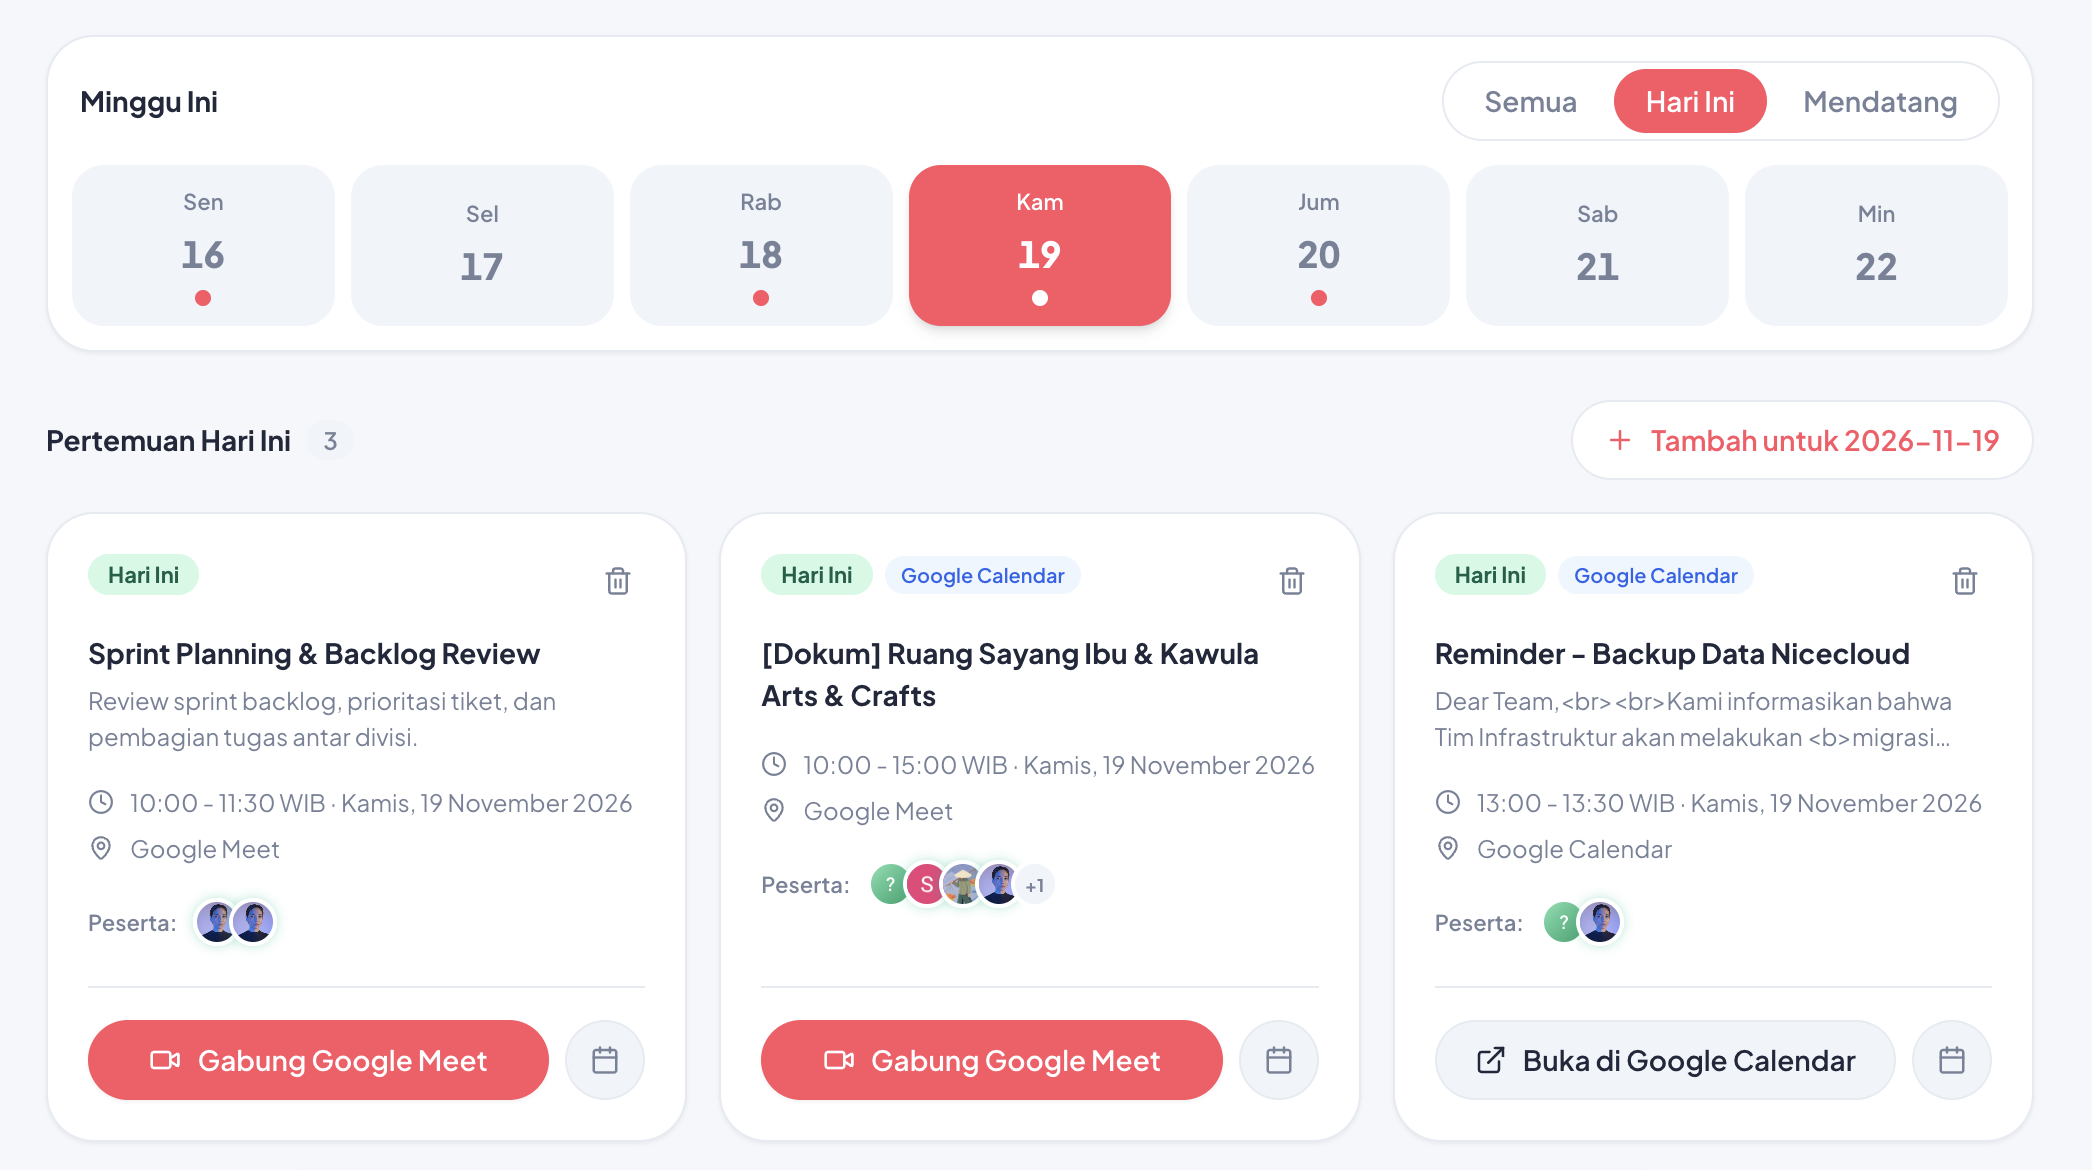 Minggu Ini
Semua
Hari Ini
Mendatang
Sen
16
Sel
17
Rab
18
Kam
19
Jum
20
Sab
21
Min
22
Pertemuan Hari Ini
3
+ Tambah untuk 2026-11-19
Hari Ini
Sprint Planning & Backlog Review
Review sprint backlog, prioritasi tiket, dan
pembagian tugas antar divisi.
10:00 - 11:30 WIB · Kamis, 19 November 2026
Google Meet
Peserta:
Gabung Google Meet
Hari Ini
Google Calendar
[Dokum] Ruang Sayang Ibu & Kawula
Arts & Crafts
10:00 - 15:00 WIB · Kamis, 19 November 2026
Google Meet
Peserta:
?
S
+1
Gabung Google Meet
Hari Ini
Google Calendar
Reminder - Backup Data Nicecloud
Dear Team,<br><br>Kami informasikan bahwa
Tim Infrastruktur akan melakukan <b>migrasi...
13:00 - 13:30 WIB · Kamis, 19 November 2026
Google Calendar
Peserta:
?
Buka di Google Calendar